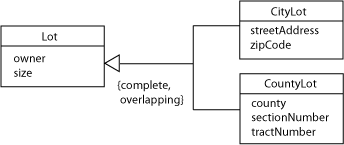 Lot
owner
size
{complete,
overlapping}
CityLot
streetAddress
zipCode
CountyLot
county
sectionNumber
tractNumber